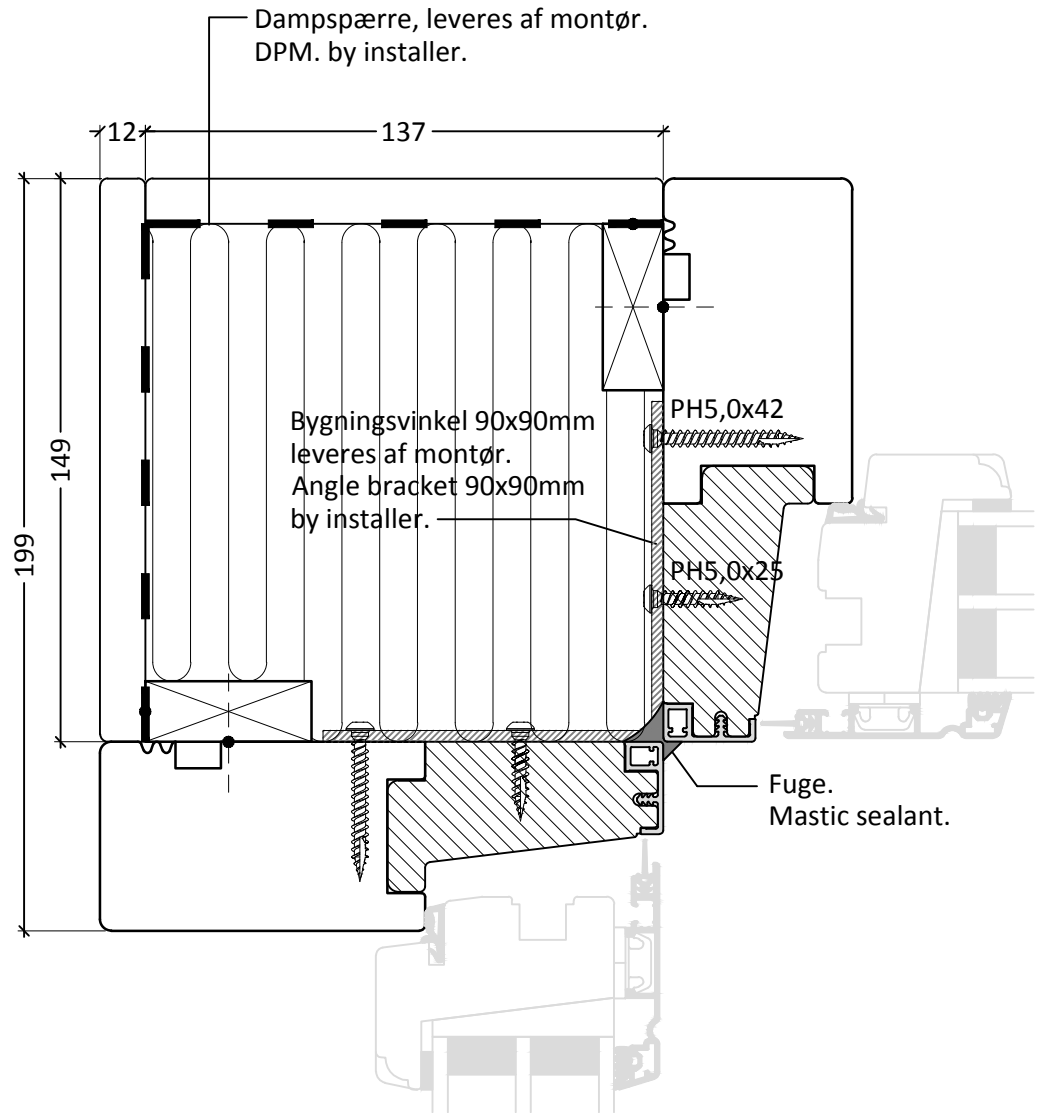 Dampspærre, leveres af montør.
DPM. by installer.
12
137
149
199
Bygningsvinkel 90x90mm
leveres af montør.
Angle bracket 90x90mm
by installer.
PH5,0x42
PH5,0x25
Fuge.
Mastic sealant.